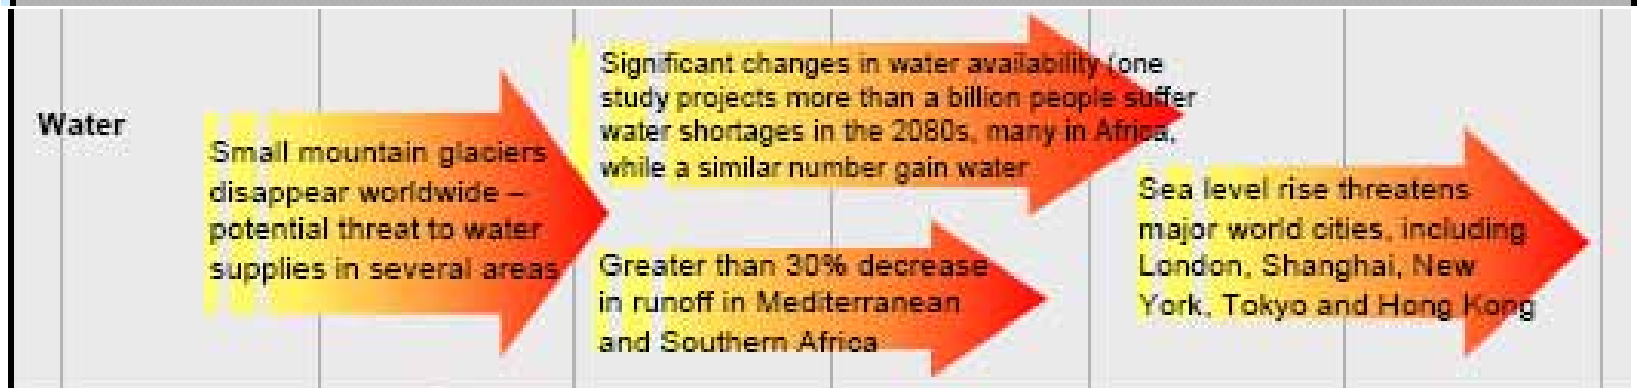 Water
Small mountain glaciers
disappear worldwide –
potential threat to water
supplies in several areas
Significant changes in water availability (one
study projects more than a billion people suffer
water shortages in the 2080s, many in Africa,
while a similar number gain water
Greater than 30% decrease
in runoff in Mediterranean
and Southern Africa
Sea level rise threatens
major world cities, including
London, Shanghai, New
York, Tokyo and Hong Kong